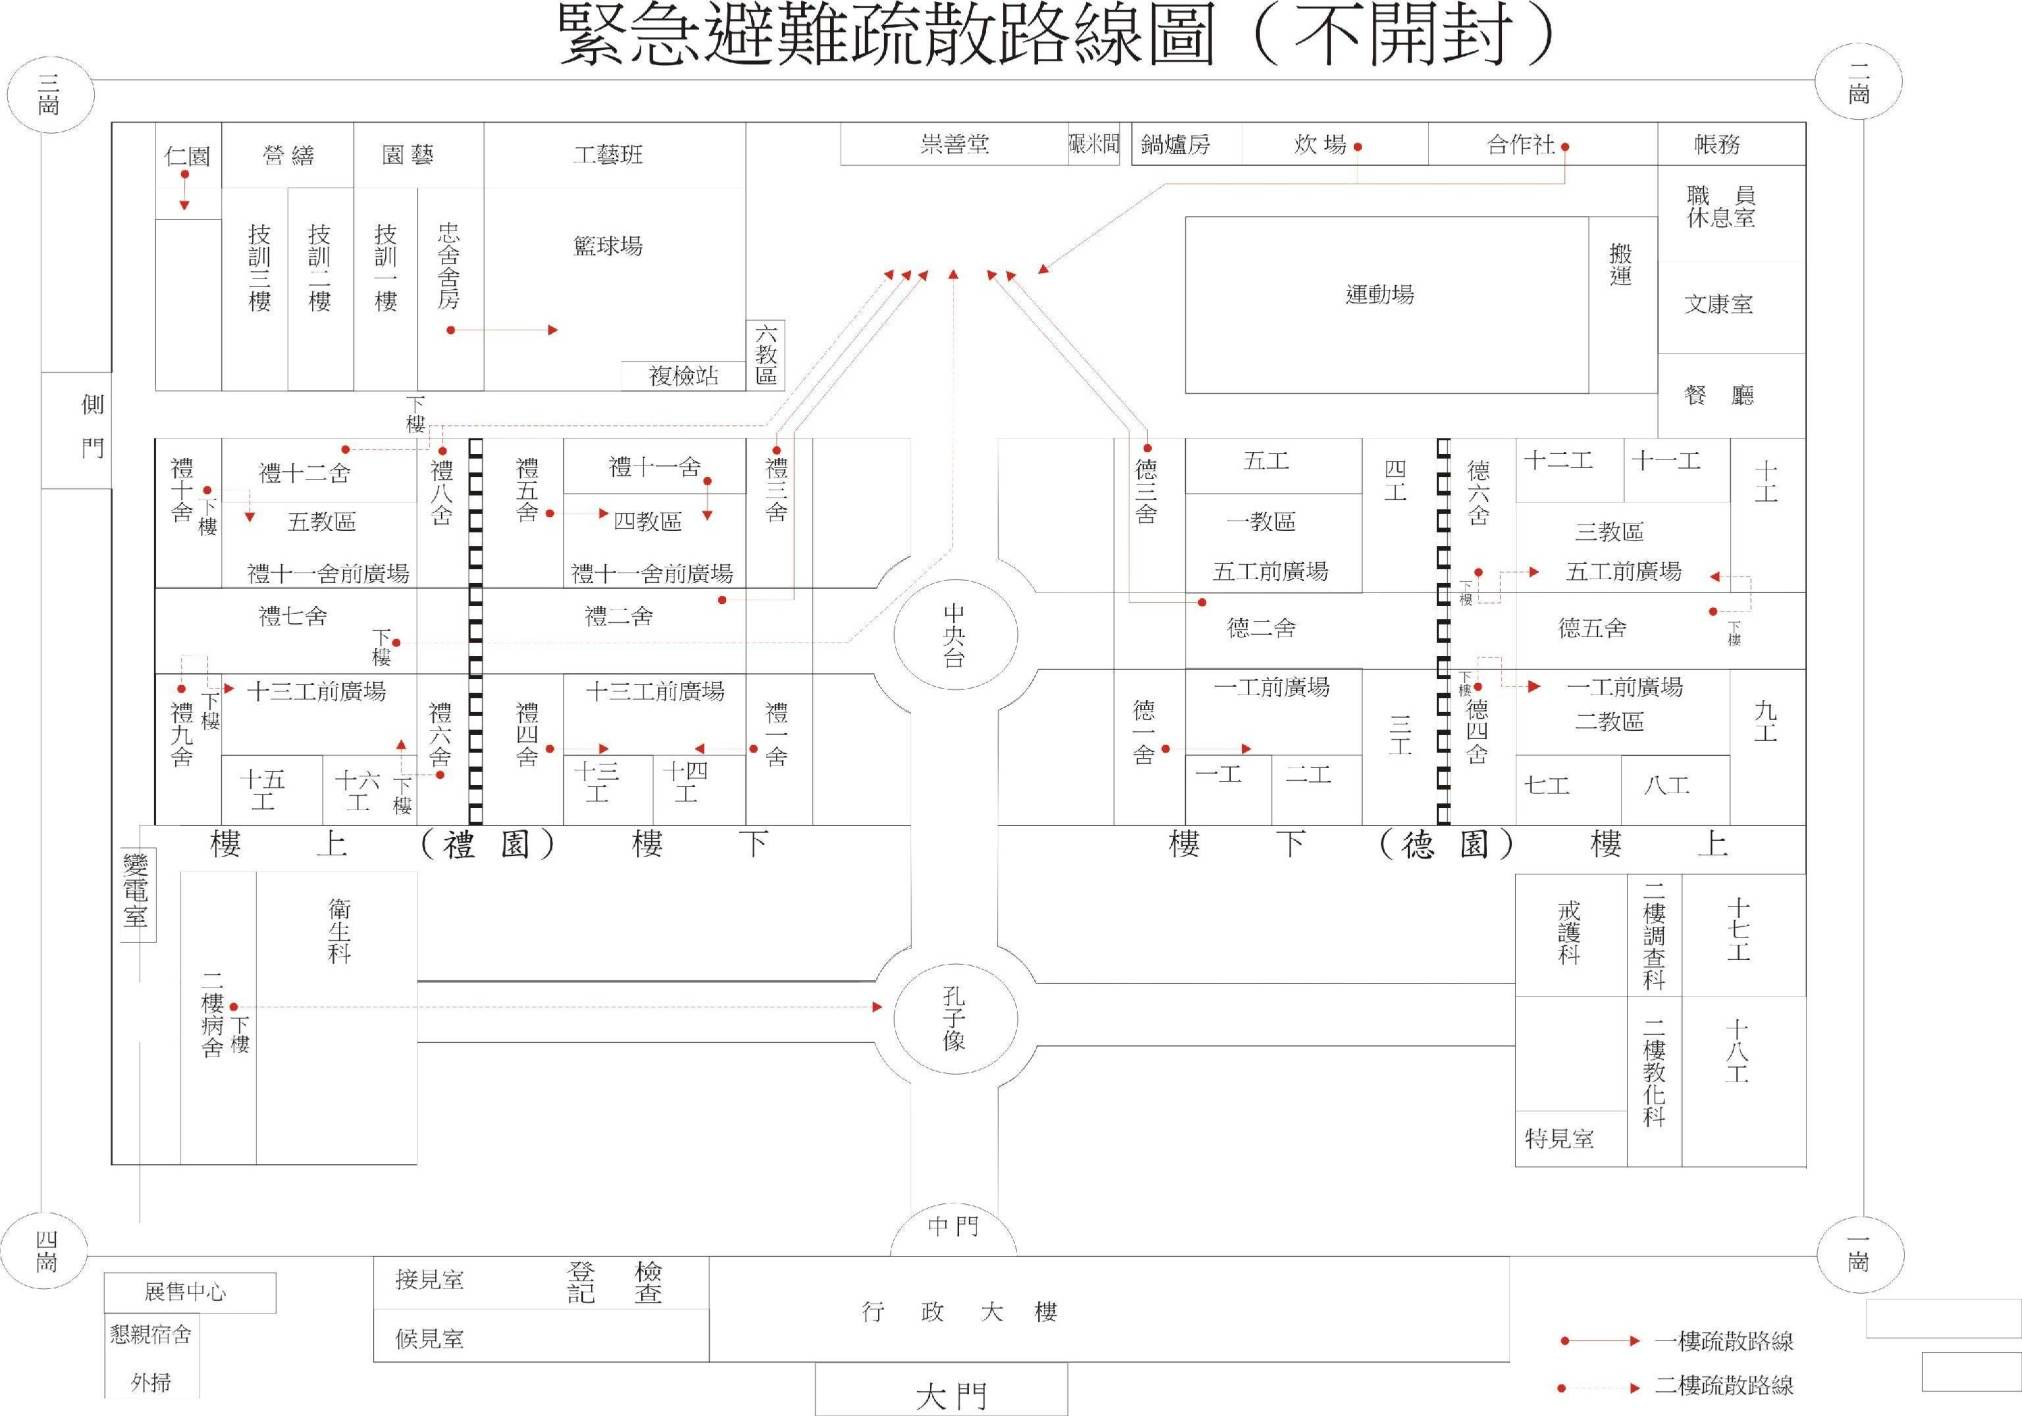 緊急避難疏散路線圖（不開封）
三崗
二崗
仁園
營繕
園藝
工藝班
崇善堂
碾米間
鍋爐房
炊場
合作社
帳務
技訓三樓
技訓二樓
技訓一樓
忠舍舍房
籃球場
職員
休息室
搬運
運動場
文康室
六教區
複檢站
餐廳
側門
下樓
禮十舍
下樓
禮十二舍
禮八舍
五教區
禮十一舍前廣場
禮五舍
禮十一舍
四教區
禮十一舍前廣場
禮三舍
德三舍
五工
一教區
五工前廣場
四工
德六舍
下樓
十二工
十一工
三教區
五工前廣場
十工
禮七舍
下樓
禮二舍
中央台
德二舍
德五舍
下樓
禮九舍
下樓
十三工前廣場
禮六舍
十五工
十六工
下樓
禮四舍
十三工前廣場
十三工
十四工
禮一舍
德一舍
一工前廣場
一工
二工
三工
下樓
德四舍
一工前廣場
二教區
七工
八工
九工
樓上（禮園）樓下
樓下（德園）樓上
變電室
衛生科
二樓病舍
下樓
孔子像
戒護科
二樓調查科
十七工
二樓教化科
十八工
特見室
四崗
中門
一崗
展售中心
懇親宿舍
外掃
接見室
登記
檢查
候見室
行政大樓
大門
一樓疏散路線
二樓疏散路線